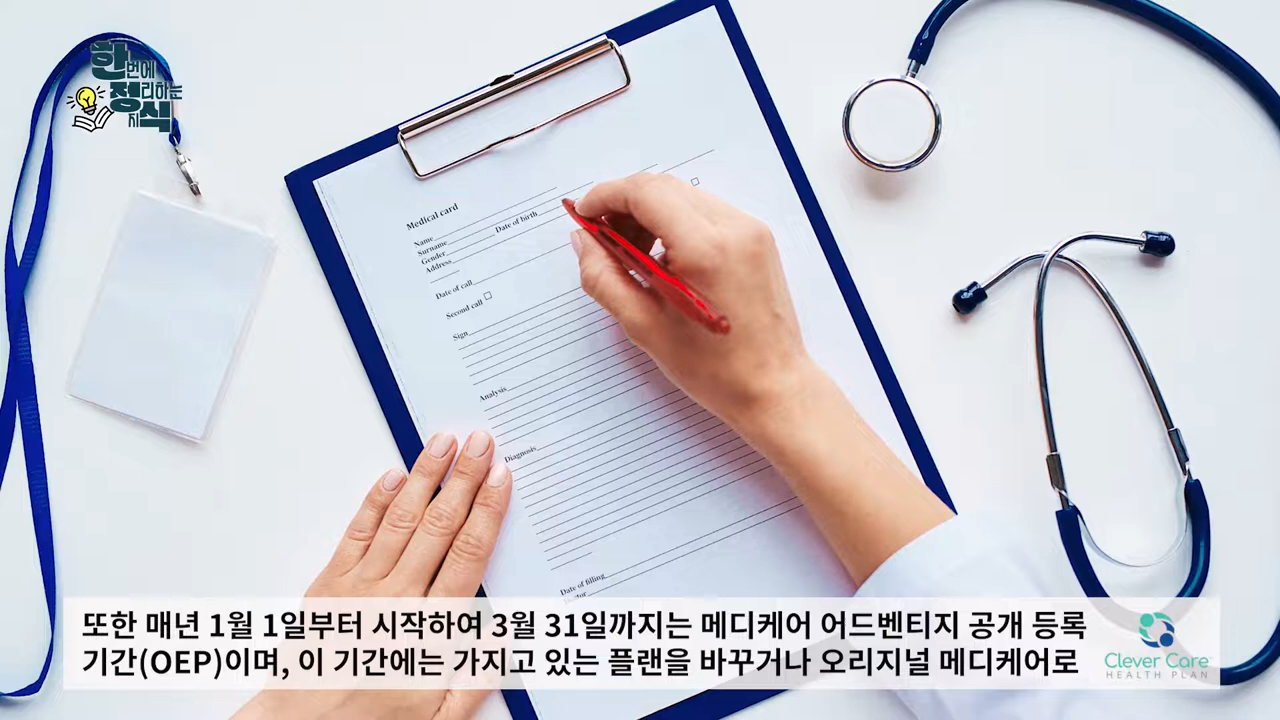 한번에
정리하는
지식
Medical card
Name
Surname
Date of birth
Gender
Address
Date of call
Second call
Sign
Analysis
Diagnosis
Date of filling
또한 매년 1월 1일부터 시작하여 3월 31일까지는 메디케어 어드벤티지 공개 등록
기간(OEP)이며, 이 기간에는 가지고 있는 플랜을 바꾸거나 오리지널 메디케어로
Clever Care
HEALTH PLAN